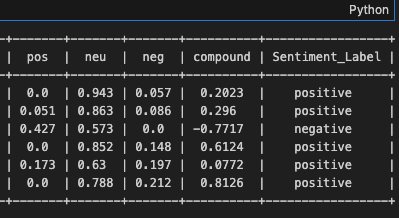 Python
| pos | neu | neg | compound | Sentiment_Label |
| 0.0 | 0.943 | 0.057 | 0.2023 | positive |
| 0.051 | 0.863 | 0.086 | 0.296 | positive |
| 0.427 | 0.573 | 0.0 | −0.7717 | negative |
| 0.0 | 0.852 | 0.148 | 0.6124 | positive |
| 0.173 | 0.63 | 0.197 | 0.0772 | positive |
| 0.0 | 0.788 | 0.212 | 0.8126 | positive |